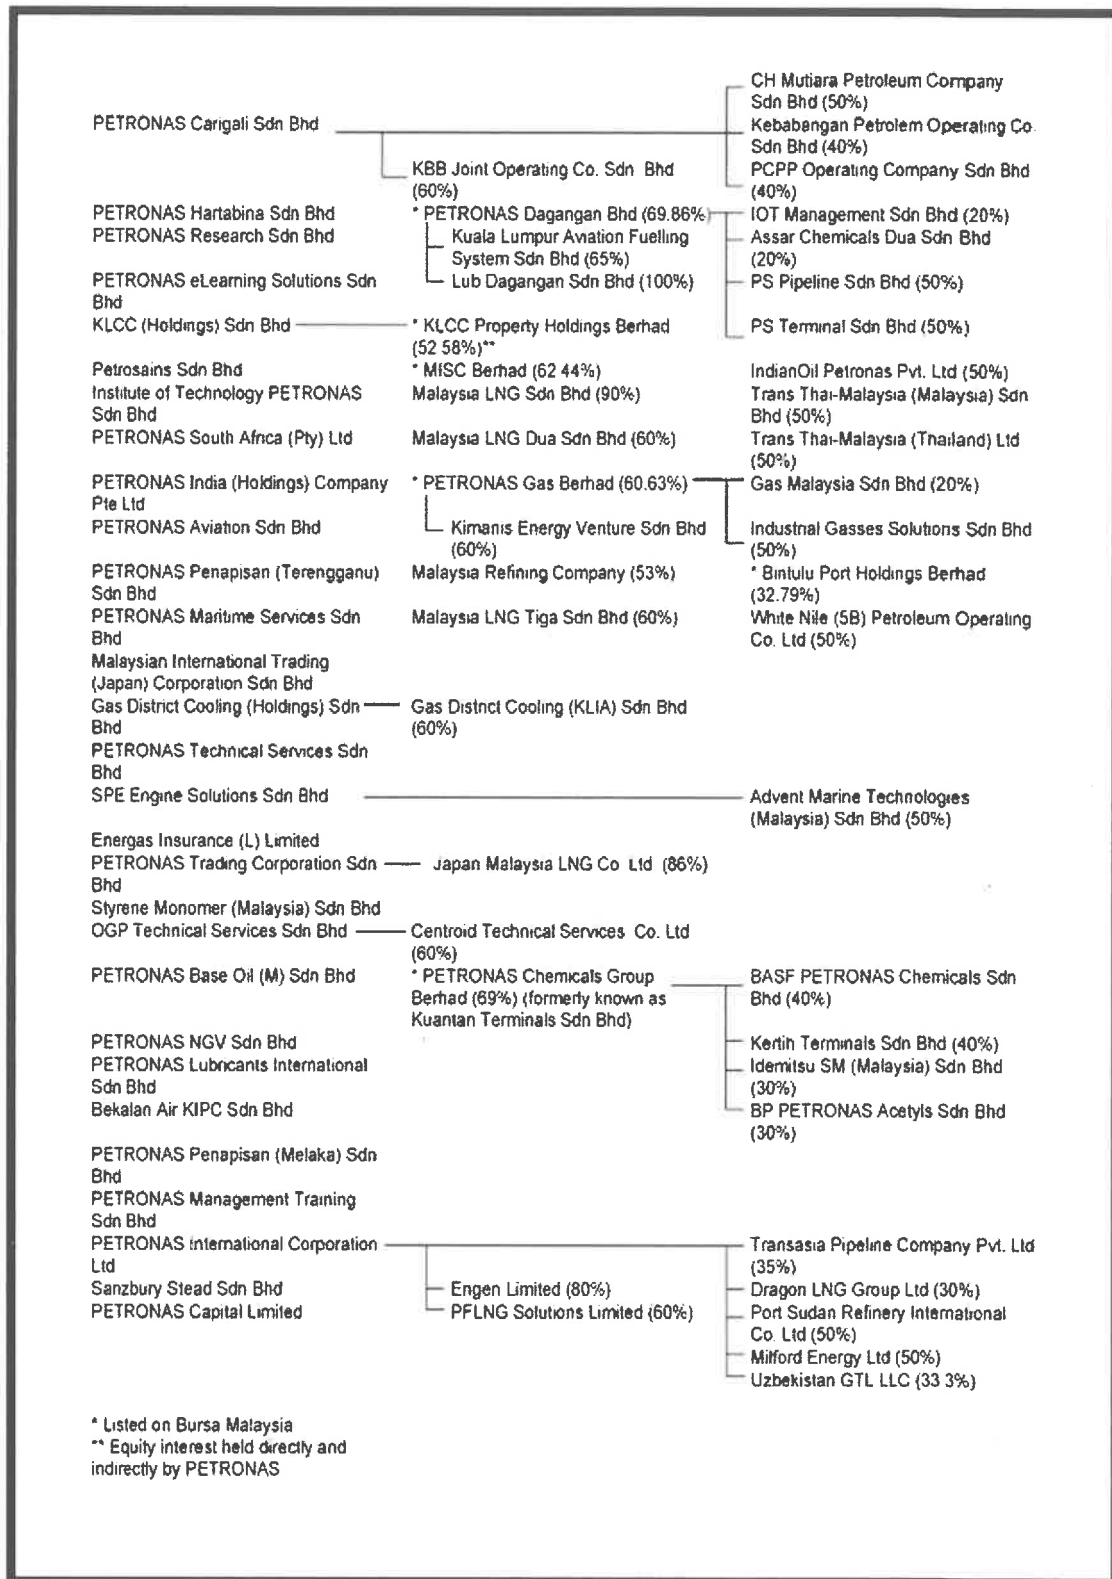 CH Mutiara Petroleum Company
Sdn Bhd (50%)
PETRONAS Carigali Sdn Bhd
Kebabangan Petrolem Operating Co
Sdn Bhd (40%)
KBB Joint Operating Co. Sdn Bhd
(60%)
PCPP Operating Company Sdn Bhd
(40%)
PETRONAS Hartabina Sdn Bhd
* PETRONAS Dagangan Bhd (69.86%)
IOT Management Sdn Bhd (20%)
PETRONAS Research Sdn Bhd
Kuala Lumpur Aviation Fuelling
System Sdn Bhd (65%)
Assar Chemicals Dua Sdn Bhd
(20%)
PETRONAS eLearning Solutions Sdn
Bhd
Lub Dagangan Sdn Bhd (100%)
PS Pipeline Sdn Bhd (50%)
KLCC (Holdings) Sdn Bhd
* KLCC Property Holdings Berhad
(52 58%)**
PS Terminal Sdn Bhd (50%)
Petrosains Sdn Bhd
* MISC Berhad (62 44%)
IndianOil Petronas Pvt. Ltd (50%)
Institute of Technology PETRONAS
Sdn Bhd
Malaysia LNG Sdn Bhd (90%)
Trans Thai-Malaysia (Malaysia) Sdn
Bhd (50%)
PETRONAS South Africa (Pty) Ltd
Malaysia LNG Dua Sdn Bhd (60%)
Trans Thai-Malaysia (Thailand) Ltd
(50%)
PETRONAS India (Holdings) Company
Pte Ltd
* PETRONAS Gas Berhad (60.63%)
Gas Malaysia Sdn Bhd (20%)
PETRONAS Aviation Sdn Bhd
Kimanis Energy Venture Sdn Bhd
(60%)
Industrial Gasses Solutions Sdn Bhd
(50%)
PETRONAS Penapisan (Terengganu)
Sdn Bhd
Malaysia Refining Company (53%)
* Bintulu Port Holdings Berhad
(32.79%)
PETRONAS Maritime Services Sdn
Bhd
Malaysia LNG Tiga Sdn Bhd (60%)
White Nile (5B) Petroleum Operating
Co. Ltd (50%)
Malaysian International Trading
(Japan) Corporation Sdn Bhd
Gas District Cooling (Holdings) Sdn
Bhd
Gas District Cooling (KLIA) Sdn Bhd
(60%)
PETRONAS Technical Services Sdn
Bhd
SPE Engine Solutions Sdn Bhd
Advent Marine Technologies
(Malaysia) Sdn Bhd (50%)
Energas Insurance (L) Limited
PETRONAS Trading Corporation Sdn
Bhd
Japan Malaysia LNG Co Ltd (86%)
Styrene Monomer (Malaysia) Sdn Bhd
OGP Technical Services Sdn Bhd
Centroid Technical Services Co. Ltd
(60%)
PETRONAS Base Oil (M) Sdn Bhd
* PETRONAS Chemicals Group
Berhad (69%) (formerly known as
Kuantan Terminals Sdn Bhd)
BASF PETRONAS Chemicals Sdn
Bhd (40%)
PETRONAS NGV Sdn Bhd
Kertih Terminals Sdn Bhd (40%)
PETRONAS Lubricants International
Sdn Bhd
Idemitsu SM (Malaysia) Sdn Bhd
(30%)
Bekalan Air KIPC Sdn Bhd
BP PETRONAS Acetyls Sdn Bhd
(30%)
PETRONAS Penapisan (Melaka) Sdn
Bhd
PETRONAS Management Training
Sdn Bhd
PETRONAS International Corporation
Ltd
Transasia Pipeline Company Pvt. Ltd
(35%)
Sanzbury Stead Sdn Bhd
Engen Limited (80%)
Dragon LNG Group Ltd (30%)
PETRONAS Capital Limited
PFLNG Solutions Limited (60%)
Port Sudan Refinery International
Co. Ltd (50%)
Milford Energy Ltd (50%)
Uzbekistan GTL LLC (33 3%)
* Listed on Bursa Malaysia
** Equity interest held directly and
indirectly by PETRONAS